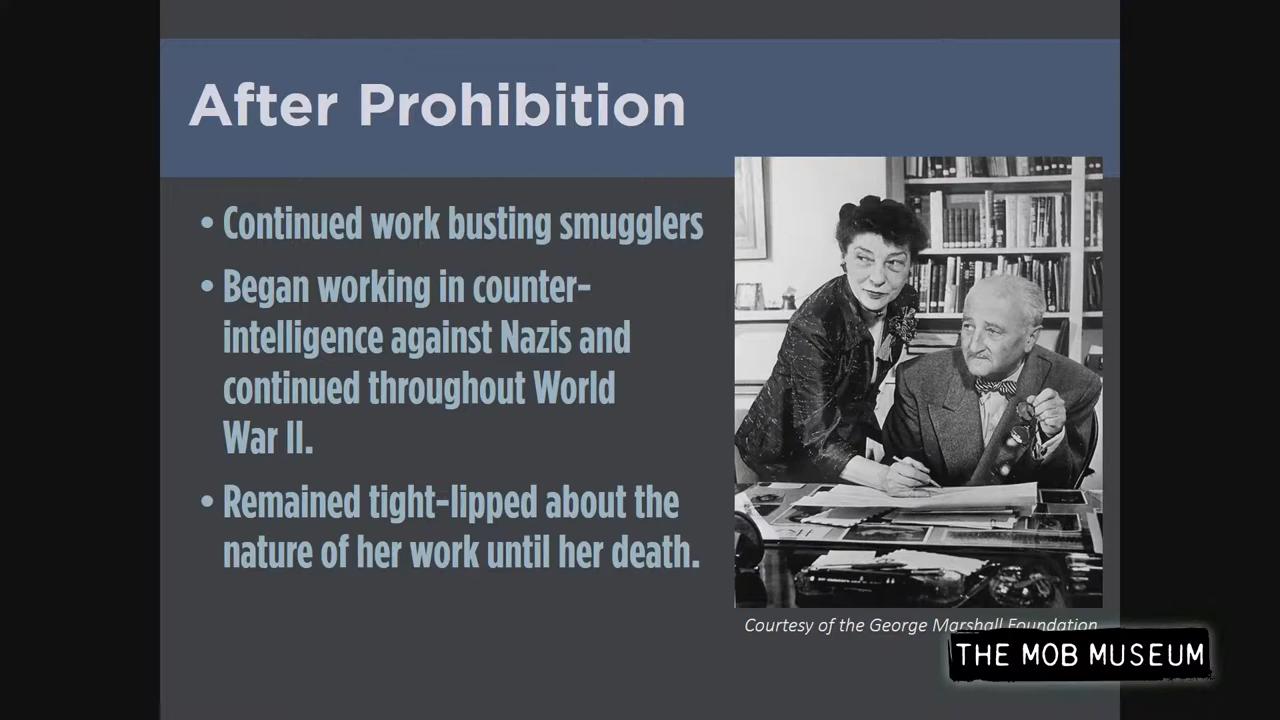 After Prohibition
• Continued work busting smugglers
• Began working in counter-
intelligence against Nazis and
continued throughout World
War II.
• Remained tight-lipped about the
nature of her work until her death.
Courtesy of the George Marshall Foundation
THE MOB MUSEUM